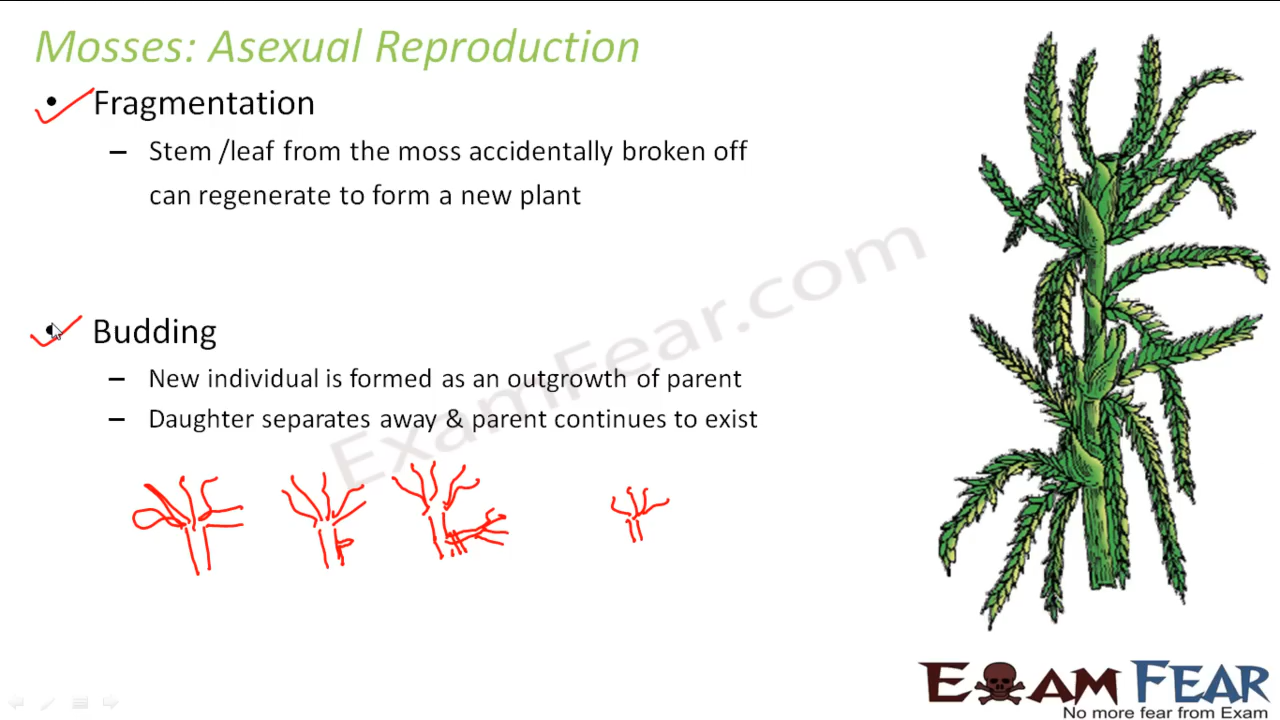 Mosses: Asexual Reproduction
• Fragmentation
– Stem /leaf from the moss accidentally broken off
can regenerate to form a new plant
• Budding
– New individual is formed as an outgrowth of parent
– Daughter separates away & parent continues to exist
ExamFear.com
EXAM FEAR
No more fear from Exam